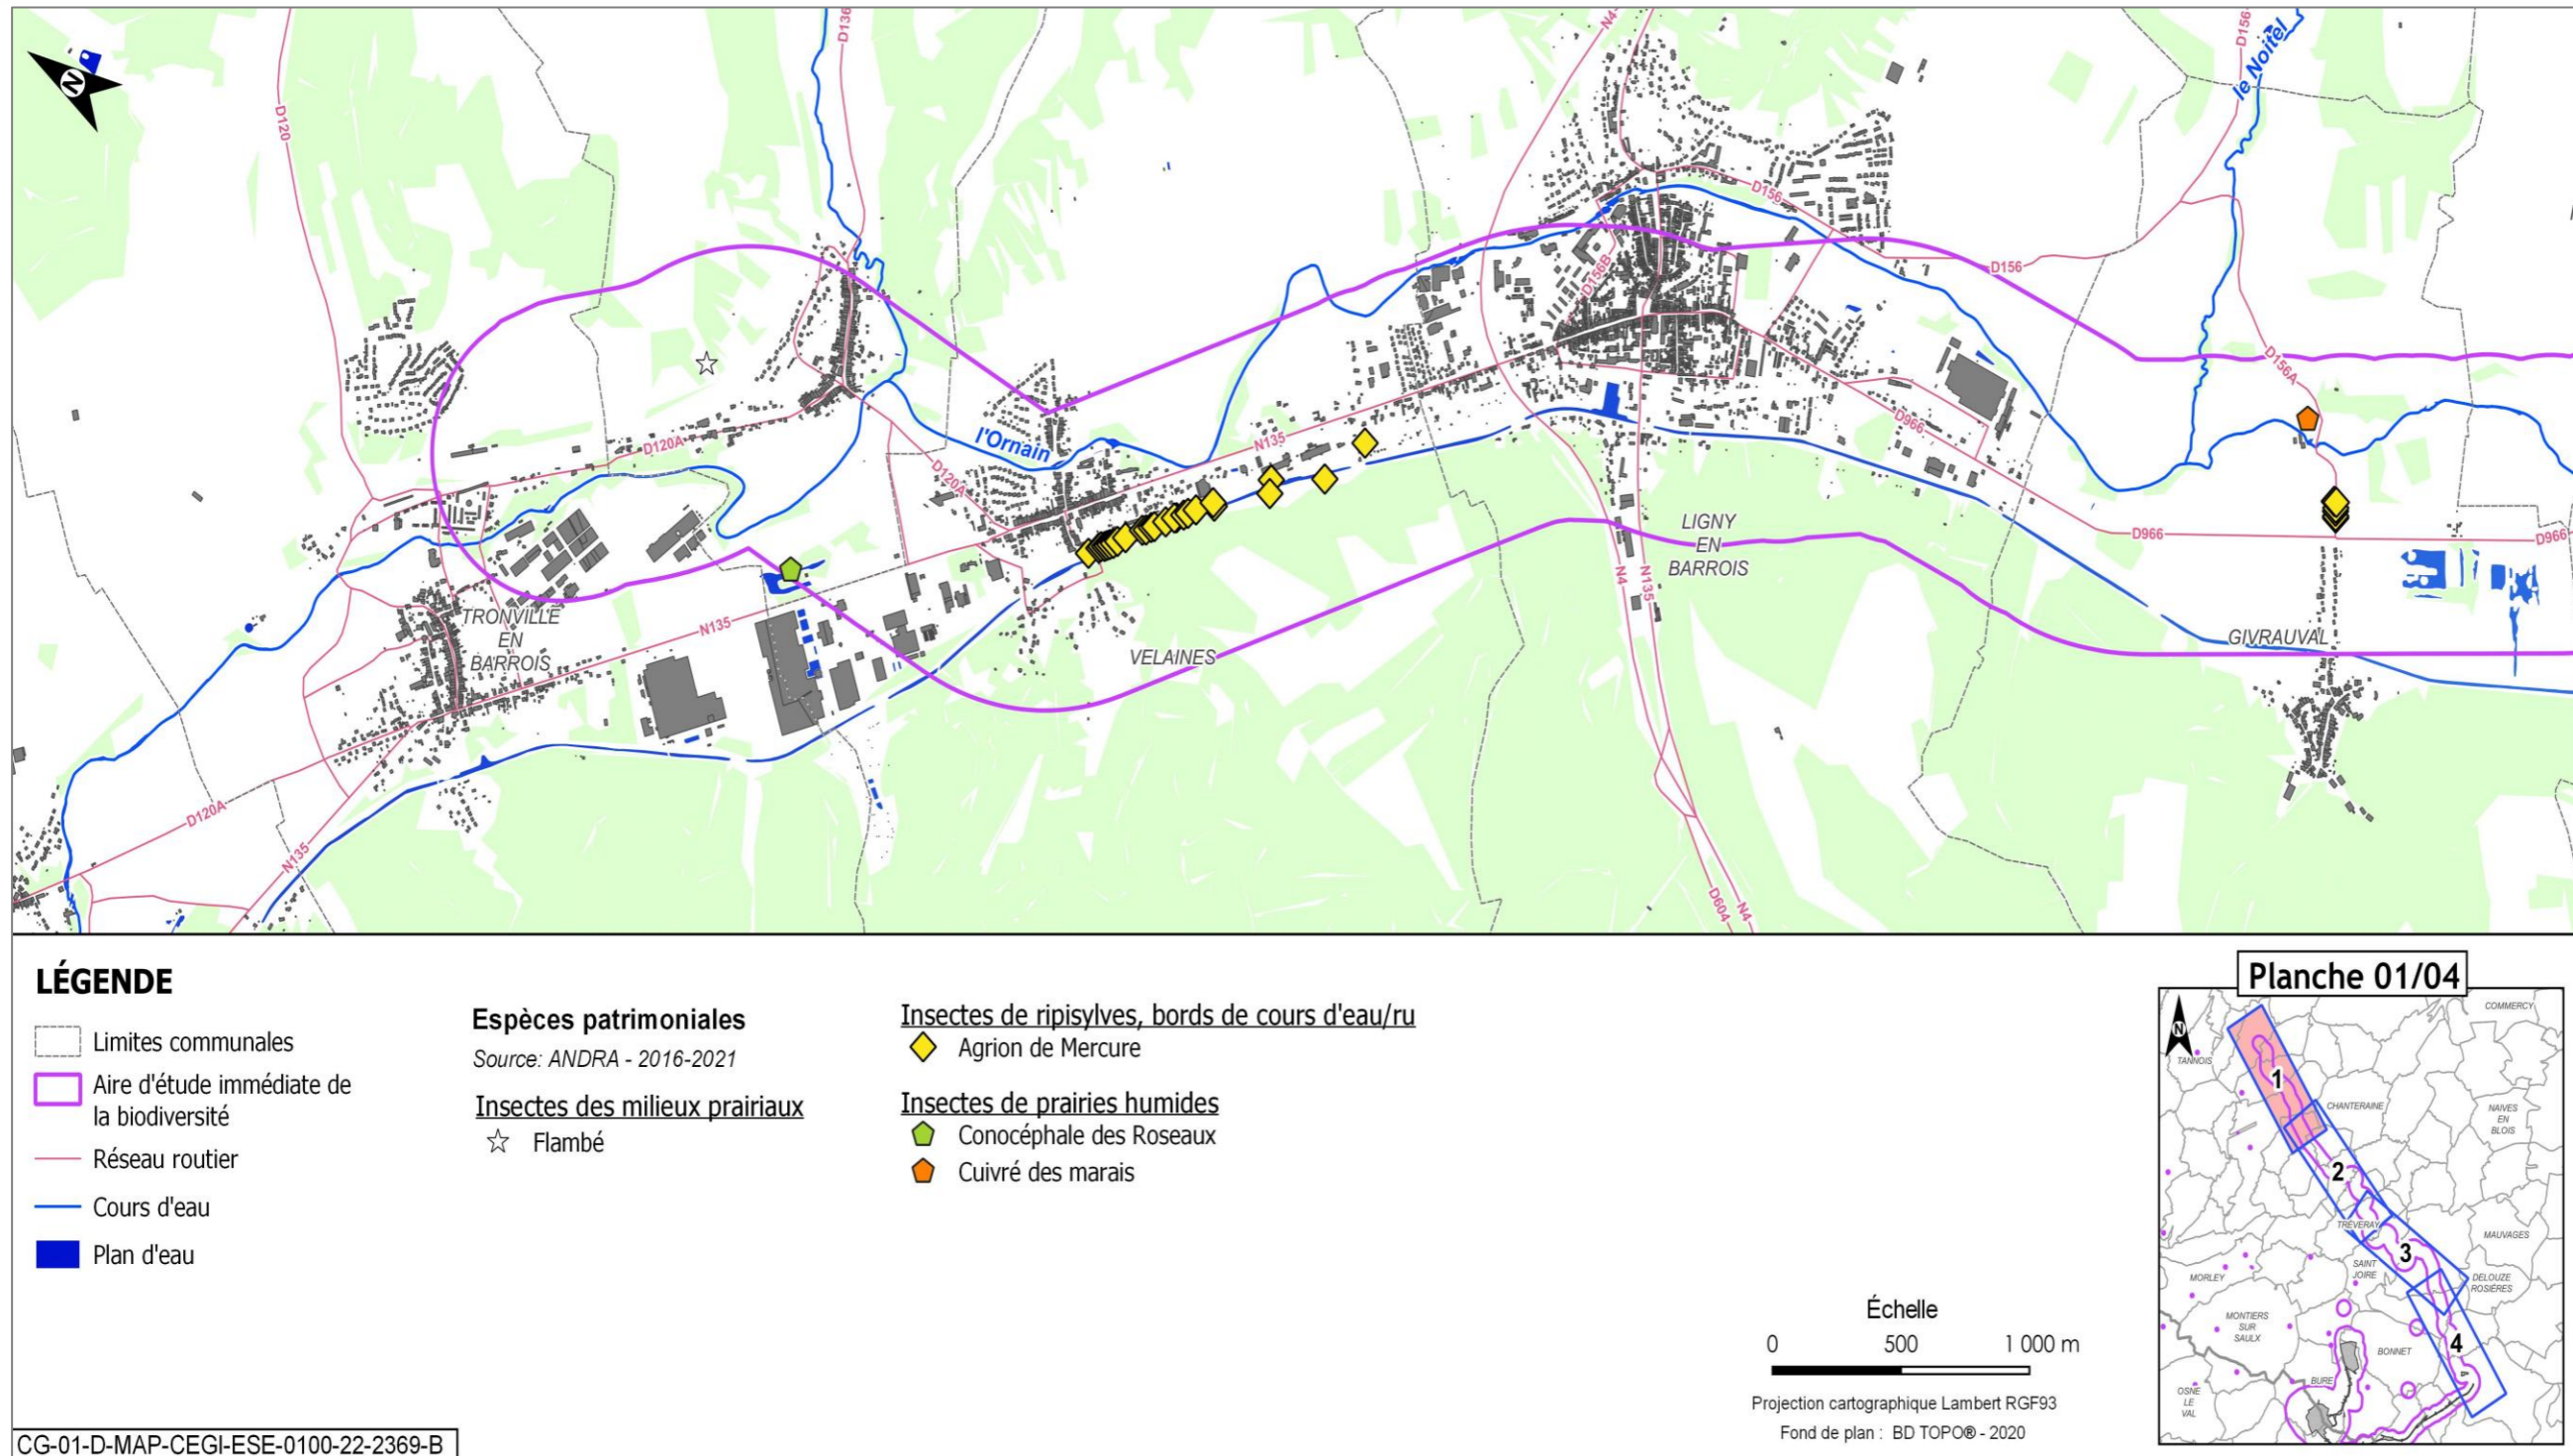 N
D120
D136
N4
D156
le Noitel
D156
D156
D156B
D156A
D120A
l'Ornain
N135
D120A
D966
D966
D966
LIGNY
EN
BARROIS
N4
N135
TRONVILLE
EN
BARROIS
N135
VELAINES
GIVRAUVAL
D120A
N135
D604
N4
LÉGENDE
Limites communales
Aire d'étude immédiate de
la biodiversité
Réseau routier
Cours d'eau
Plan d'eau
Espèces patrimoniales
Source: ANDRA - 2016-2021
Insectes des milieux prairiaux
Flambé
Insectes de ripisylves, bords de cours d'eau/ru
Agrion de Mercure
Insectes de prairies humides
Conocéphale des Roseaux
Cuivré des marais
Échelle
0 500 1 000 m
Projection cartographique Lambert RGF93
Fond de plan : BD TOPO® - 2020
Planche 01/04
N
COMMERCY
TANNOIS
1
CHANTERAINE
NAIVES
EN
BLOIS
2
TRÉVERAY
MAUVAGES
3
SAINT
JOIRE
MORLEY
DELOUZE
ROSIÈRES
MONTIERS
SUR
SAULX
4
BONNET
BURE
OSNE
LE
VAL
CG-01-D-MAP-CEGI-ESE-0100-22-2369-B